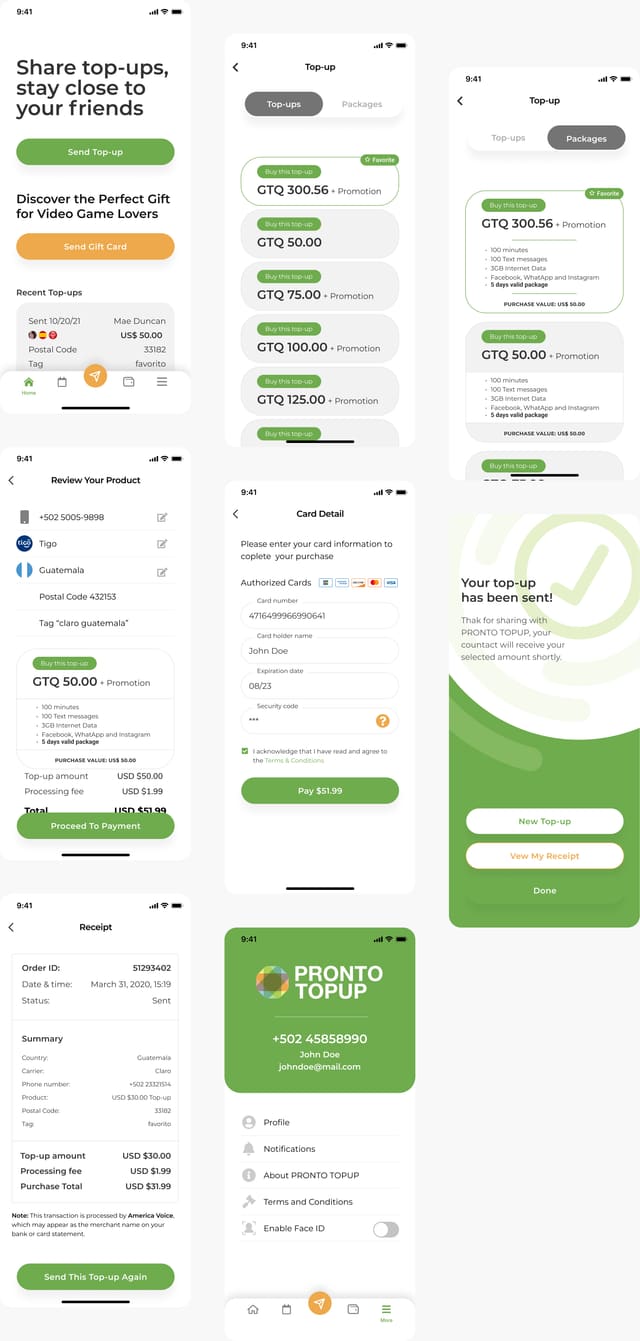 9:41
Share top-ups,
stay close to
your friends
Send Top-up
Discover the Perfect Gift
for Video Game Lovers
Send Gift Card
Recent Top-ups
Sent 10/20/21 Mae Duncan
US$ 50.00
Postal Code 33182
Tag favorito
Home
9:41
Top-up
Top-ups Packages
Favorite
Buy this top-up
GTQ 300.56 + Promotion
Buy this top-up
GTQ 50.00
Buy this top-up
GTQ 75.00 + Promotion
Buy this top-up
GTQ 100.00 + Promotion
Buy this top-up
GTQ 125.00 + Promotion
Buy this top-up
9:41
Top-up
Top-ups Packages
Favorite
Buy this top-up
GTQ 300.56 + Promotion
100 minutes
100 Text messages
3GB Internet Data
Facebook, WhatApp and Instagram
5 days valid package
PURCHASE VALUE: US$ 50.00
Buy this top-up
GTQ 50.00 + Promotion
100 minutes
100 Text messages
3GB Internet Data
Facebook, WhatApp and Instagram
5 days valid package
PURCHASE VALUE: US$ 50.00
Buy this top-up
9:41
Review Your Product
+502 5005-9898
tigo Tigo
Guatemala
Postal Code 432153
Tag “claro guatemala”
Buy this top-up
GTQ 50.00 + Promotion
100 minutes
100 Text messages
3GB Internet Data
Facebook, WhatApp and Instagram
5 days valid package
PURCHASE VALUE: US$ 50.00
Top-up amount USD $50.00
Processing fee USD $1.99
Total USD $51.99
Proceed To Payment
9:41
Card Detail
Please enter your card information to
coplete your purchase
Authorized Cards
Card number
4716499966990641
Card holder name
John Doe
Expiration date
08/23
Security code
***
?
I acknowledge that I have read and agree to
the Terms & Conditions
Pay $51.99
Your top-up
has been sent!
Thak for sharing with
PRONTO TOPUP, your
countact will receive your
selected amount shortly.
New Top-up
Vew My Receipt
Done
9:41
Receipt
Order ID: 51293402
Date & time: March 31, 2020, 15:19
Status: Sent
Summary
Country: Guatemala
Carrier: Claro
Phone number: +502 23321514
Product: USD $30.00 Top-up
Postal Code: 33182
Tag: favorito
Top-up amount USD $30.00
Processing fee USD $1.99
Purchase Total USD $31.99
Note: This transaction is processed by America Voice,
which may appear as the merchant name on your
bank or card statement.
Send This Top-up Again
9:41
PRONTO
TOPUP
+502 45858990
John Doe
johndoe@mail.com
Profile
Notifications
About PRONTO TOPUP
Terms and Conditions
Enable Face ID
More